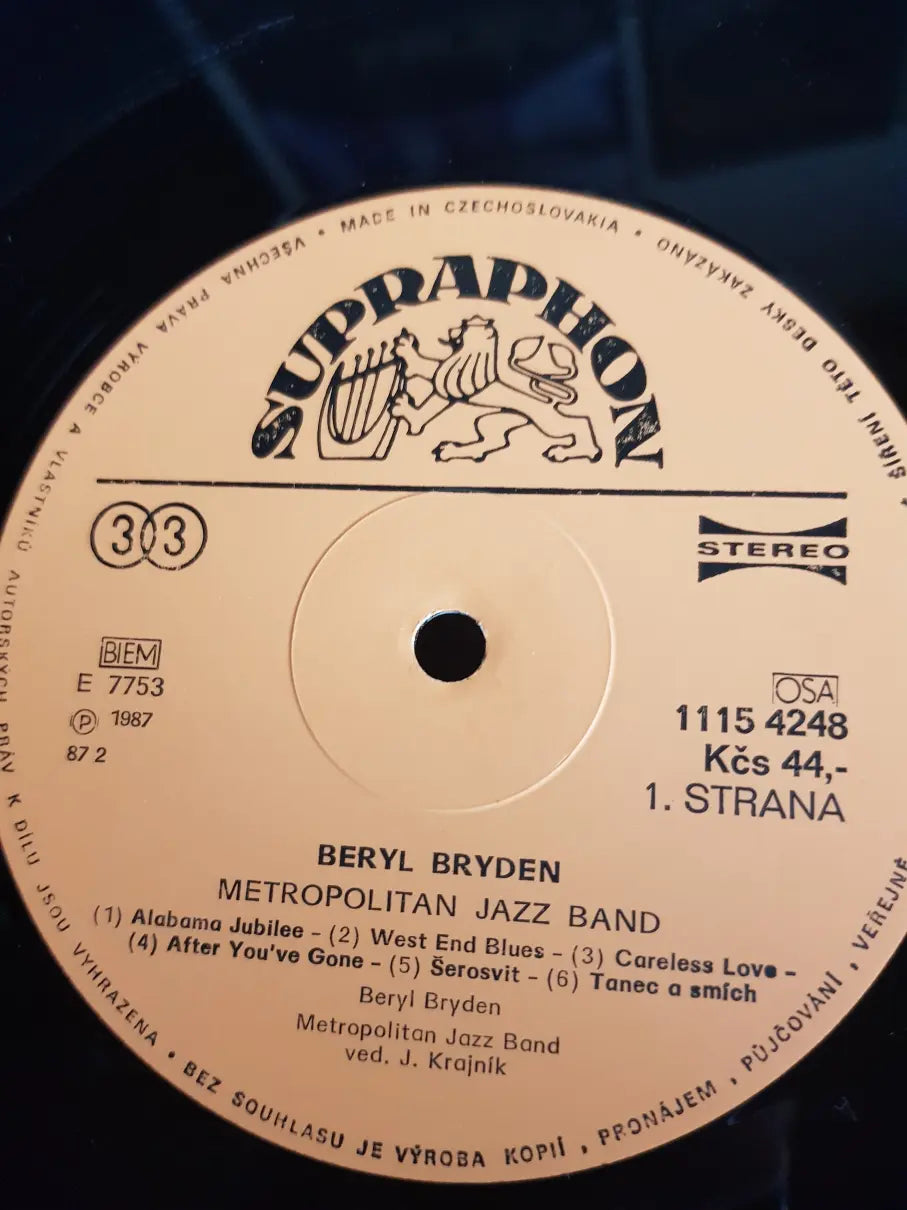 • MADE IN CZECHOSLOVAKIA •
ZAKÁZÁNO
VŠECHNA PRÁVA VÝROBCE A VLASTNÍKŮ AUTORSKÝCH PRÁV K DÍLU JSOU VYHRAZENA • BEZ SOUHLASU JE VÝROBA KOPIÍ, PRONÁJEM, PŮJČOVÁNÍ, VEŘEJNÉ
ŠÍŘENÍ TÉTO DESKY
SUPRAPHON
33
STEREO
BIEM
E 7753
Ⓟ 1987
87 2
OSA
1115 4248
Kčs 44,-
1. STRANA
BERYL BRYDEN
METROPOLITAN JAZZ BAND
(1) Alabama Jubilee - (2) West End Blues - (3) Careless Love -
(4) After You've Gone - (5) Šerosvit - (6) Tanec a smích
Beryl Bryden
Metropolitan Jazz Band
ved. J. Krajník